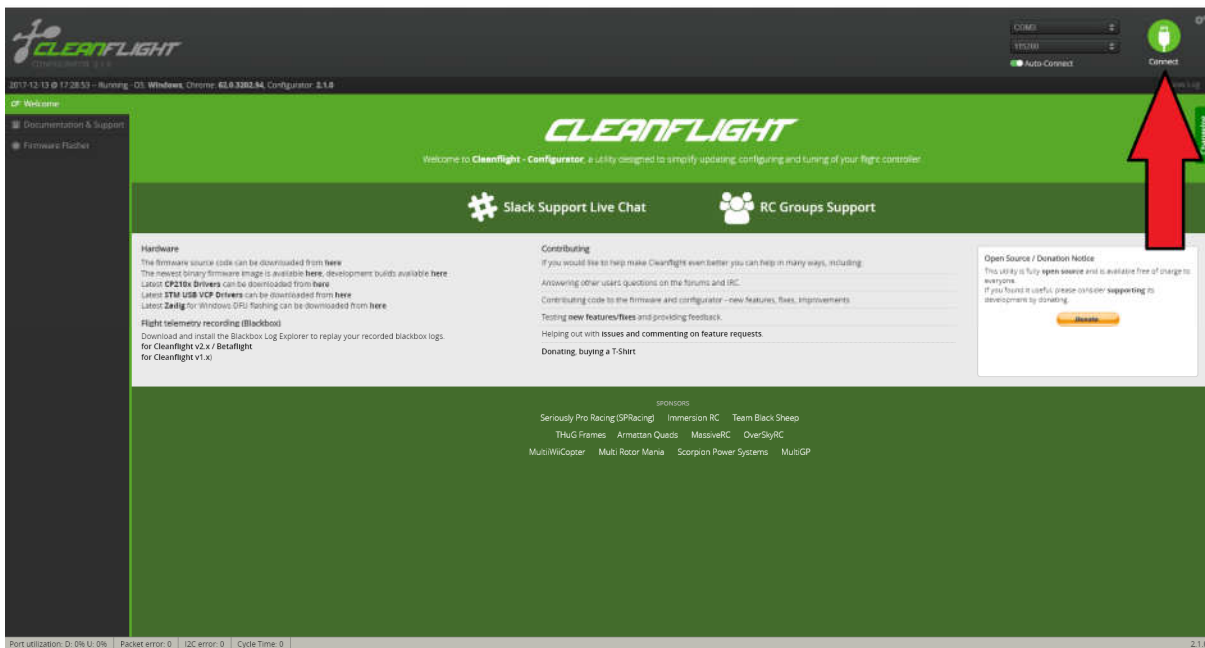 CLEANFLIGHT
CONFIGURATOR 2.1.0
COM3
115200
Auto-Connect
Connect
2017-12-13 @ 17:28:53 -- Running - OS: Windows, Chrome: 62.0.3202.94, Configurator: 2.1.0
Log
Welcome
Documentation & Support
Firmware Flasher
CLEANFLIGHT
Welcome to Cleanflight - Configurator, a utility designed to simplify updating, configuring and tuning of your flight controller.
Slack Support Live Chat
RC Groups Support
Hardware
The firmware source code can be downloaded from here
The newest binary firmware image is available here, development builds available here
Latest CP210x Drivers can be downloaded from here
Latest STM USB VCP Drivers can be downloaded from here
Latest Zadig for Windows DFU flashing can be downloaded from here
Flight telemetry recording (Blackbox)
Download and install the Blackbox Log Explorer to replay your recorded blackbox logs.
for Cleanflight v2.x / Betaflight
for Cleanflight v1.x)
Contributing
If you would like to help make Cleanflight even better you can help in many ways, including:
Answering other users questions on the forums and IRC.
Contributing code to the firmware and configurator - new features, fixes, improvements
Testing new features/fixes and providing feedback.
Helping out with issues and commenting on feature requests.
Donating, buying a T-Shirt
Open Source / Donation Notice
This utility is fully open source and is available free of charge to
everyone.
If you found it useful, please consider supporting its
development by donating.
Donate
SPONSORS
Seriously Pro Racing (SPRacing) Immersion RC Team Black Sheep
THuG Frames Armattan Quads MassiveRC OverSkyRC
MultiWiiCopter Multi Rotor Mania Scorpion Power Systems MultiGP
Port utilization: D: 0% U: 0% Packet error: 0 I2C error: 0 Cycle Time: 0